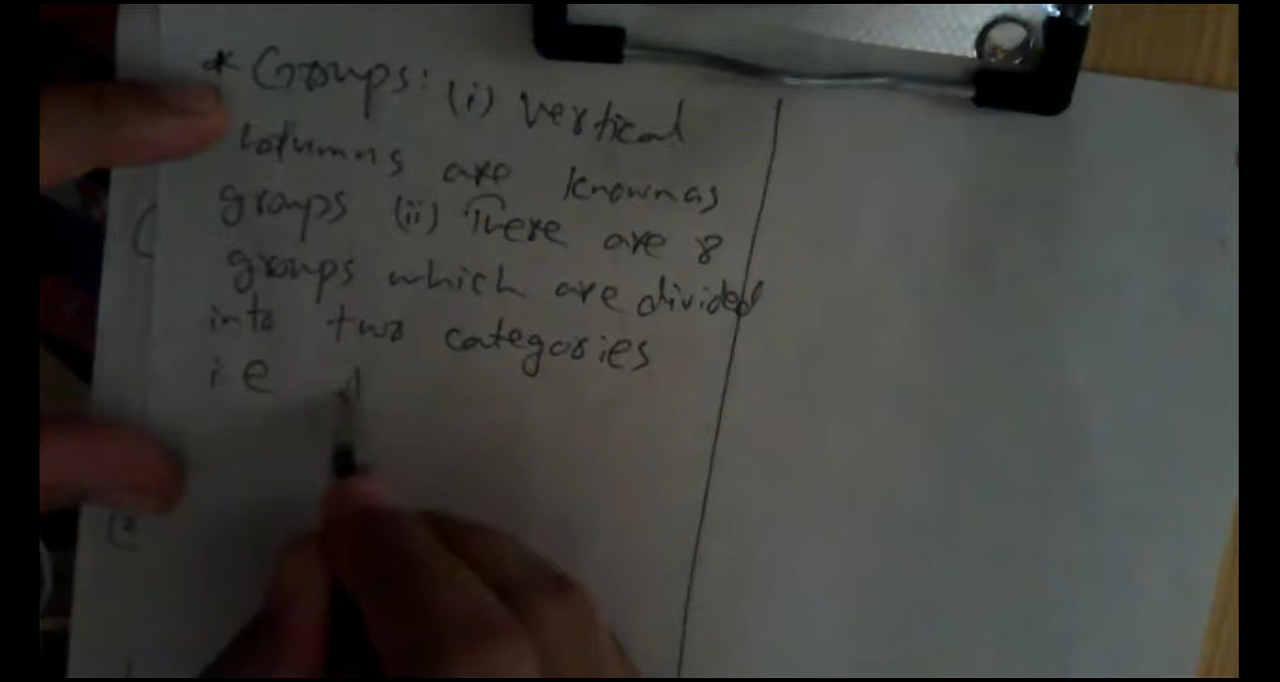 * Groups: (i) Vertical
columns are known as
groups (ii) There are 8
groups which are divided
into two categories
i e